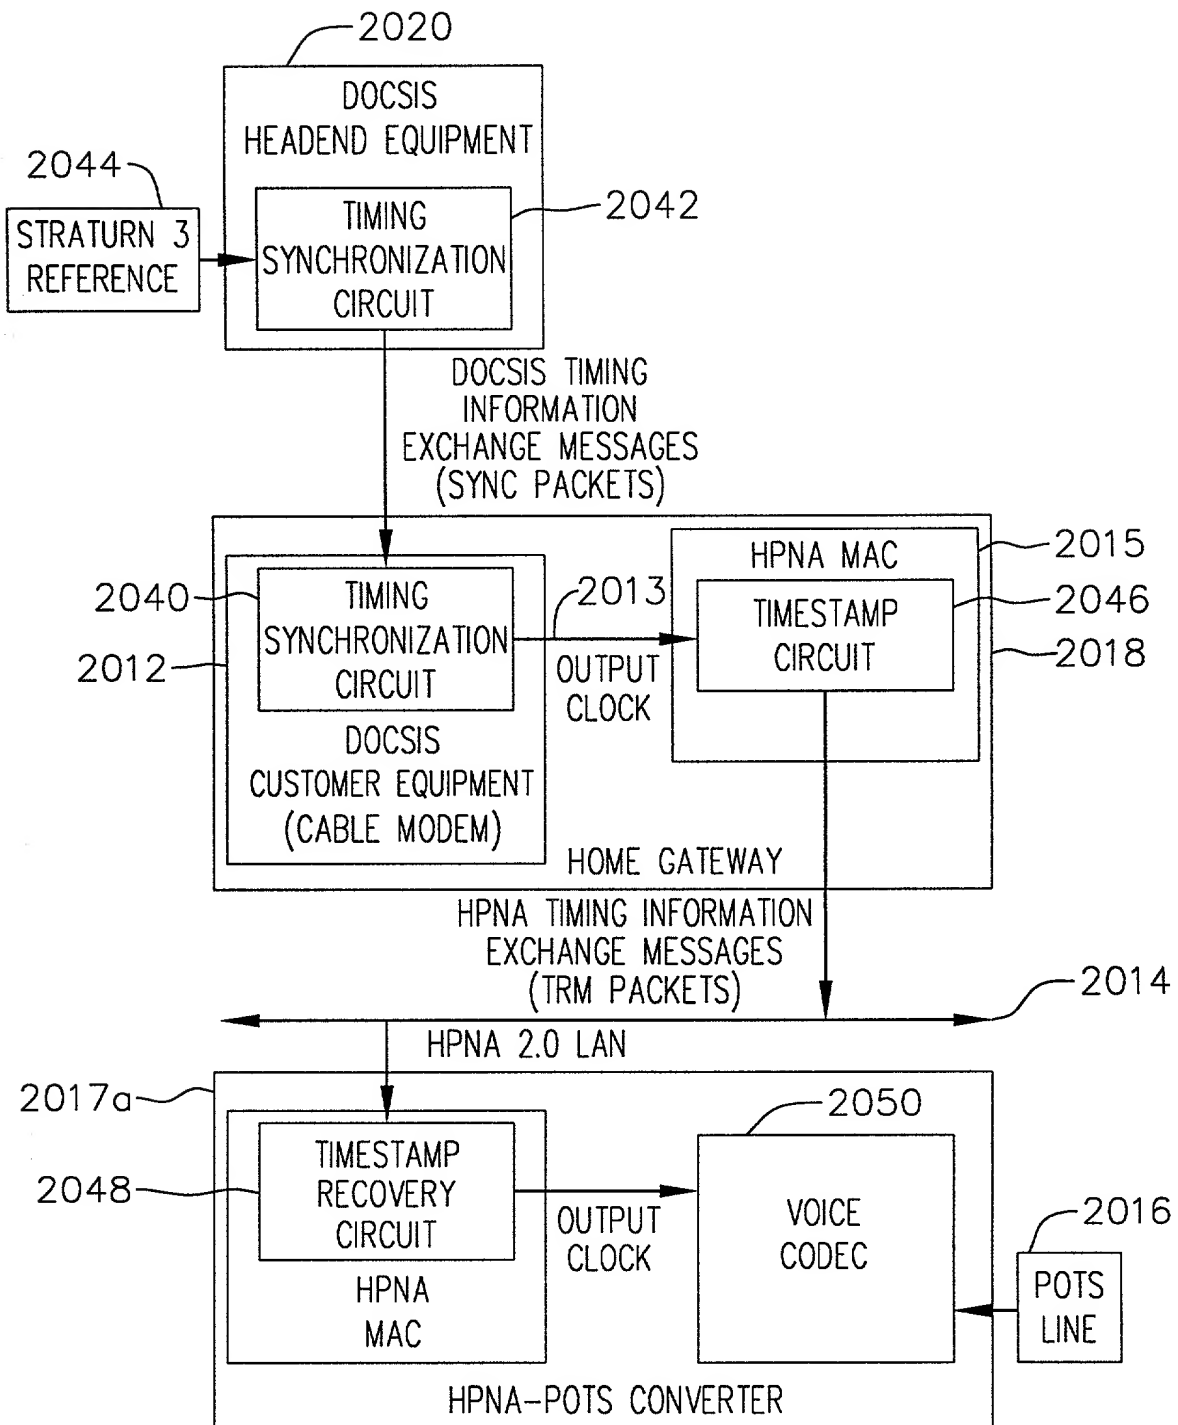 2020
DOCSIS
HEADEND EQUIPMENT
2044
STRATURN 3
REFERENCE
TIMING
SYNCHRONIZATION
CIRCUIT
2042
DOCSIS TIMING
INFORMATION
EXCHANGE MESSAGES
(SYNC PACKETS)
2040
2012
TIMING
SYNCHRONIZATION
CIRCUIT
DOCSIS
CUSTOMER EQUIPMENT
(CABLE MODEM)
2013
OUTPUT
CLOCK
HPNA MAC
TIMESTAMP
CIRCUIT
2015
2046
2018
HOME GATEWAY
HPNA TIMING INFORMATION
EXCHANGE MESSAGES
(TRM PACKETS)
2014
HPNA 2.0 LAN
2017a
2048
TIMESTAMP
RECOVERY
CIRCUIT
HPNA
MAC
OUTPUT
CLOCK
2050
VOICE
CODEC
2016
POTS
LINE
HPNA-POTS CONVERTER